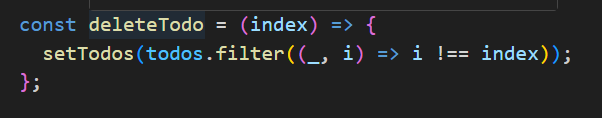 const deleteTodo = (index) => {
  setTodos(todos.filter((_, i) => i !== index));
};